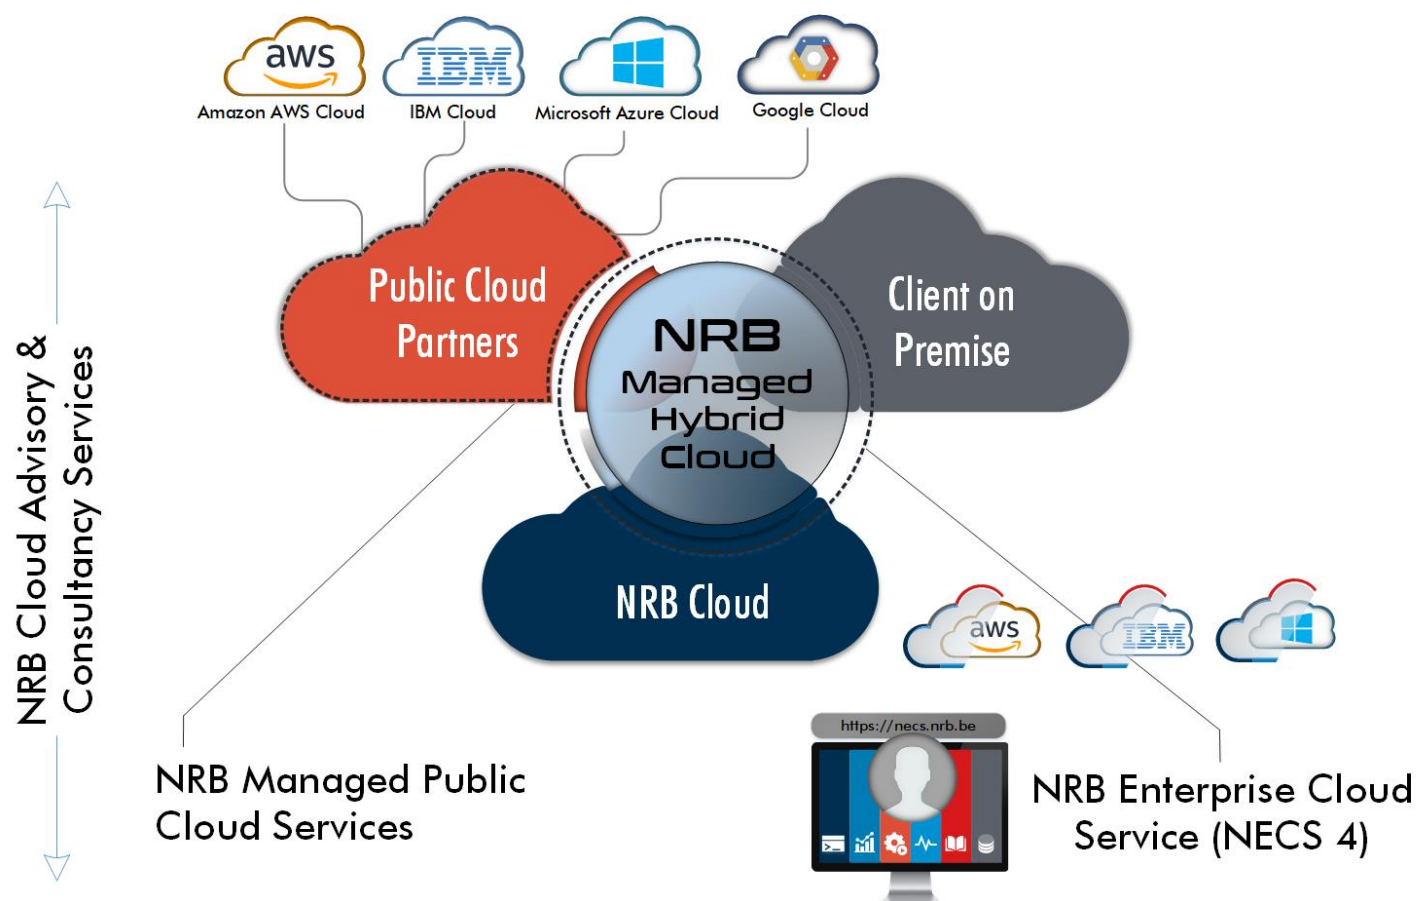 aws
IBM
Amazon AWS Cloud
IBM Cloud
Microsoft Azure Cloud
Google Cloud
Public Cloud
Partners
Client on
Premise
NRB
Managed
Hybrid
Cloud
NRB Cloud
NRB Cloud Advisory &
Consultancy Services
aws
IBM
https://necs.nrb.be
NRB Managed Public
Cloud Services
NRB Enterprise Cloud
Service (NECS 4)